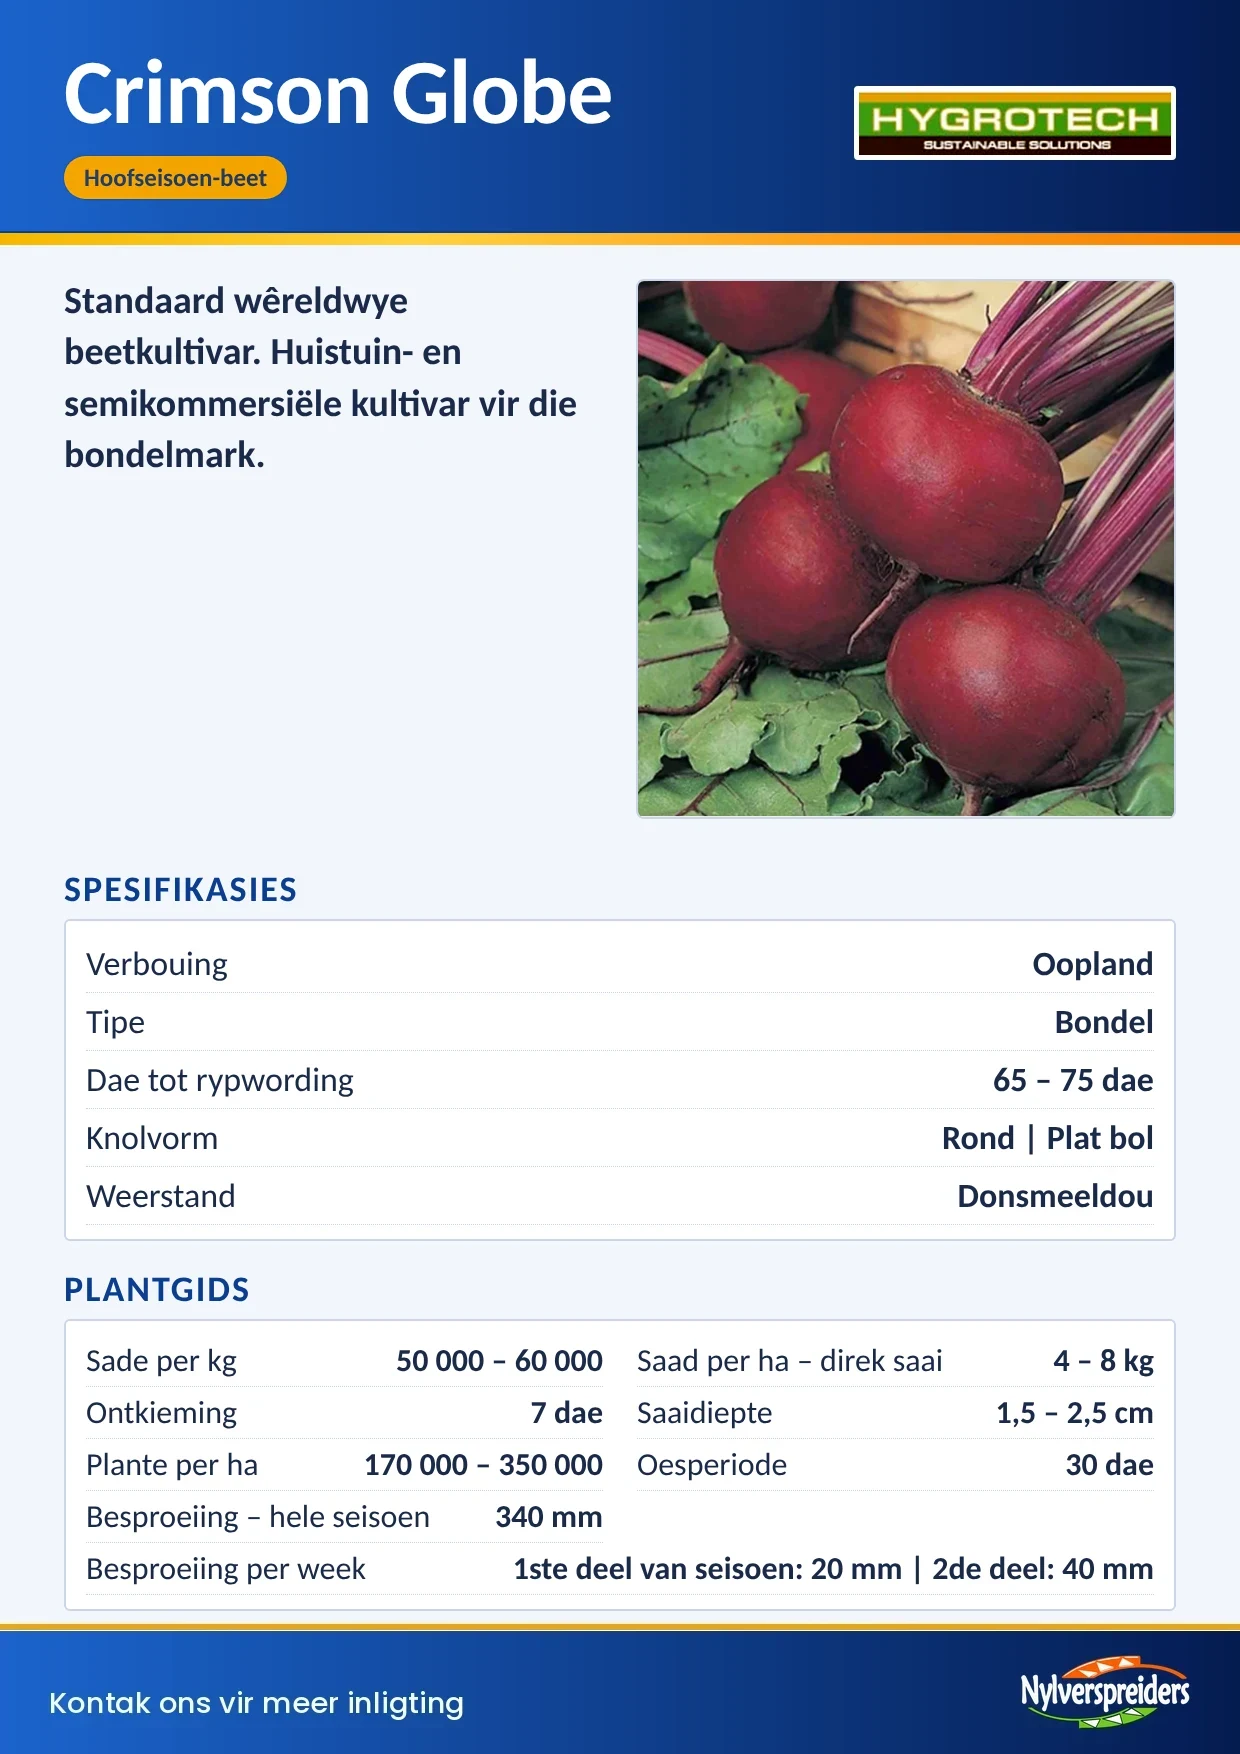 Crimson Globe
Hoofseisoen-beet
HYGROTECH
SUSTAINABLE SOLUTIONS
Standaard wêreldwye
beetkultivar. Huistuin- en
semikommersiële kultivar vir die
bondelmark.
SPESIFIKASIES
Verbouing Oopland
Tipe Bondel
Dae tot rypwording 65 – 75 dae
Knolvorm Rond | Plat bol
Weerstand Donsmeeldou
PLANTGIDS
Sade per kg 50 000 – 60 000 Saad per ha – direk saai 4 – 8 kg
Ontkieming 7 dae Saaidiepte 1,5 – 2,5 cm
Plante per ha 170 000 – 350 000 Oesperiode 30 dae
Besproeiing – hele seisoen 340 mm
Besproeiing per week 1ste deel van seisoen: 20 mm | 2de deel: 40 mm
Kontak ons vir meer inligting
Nylverspreiders